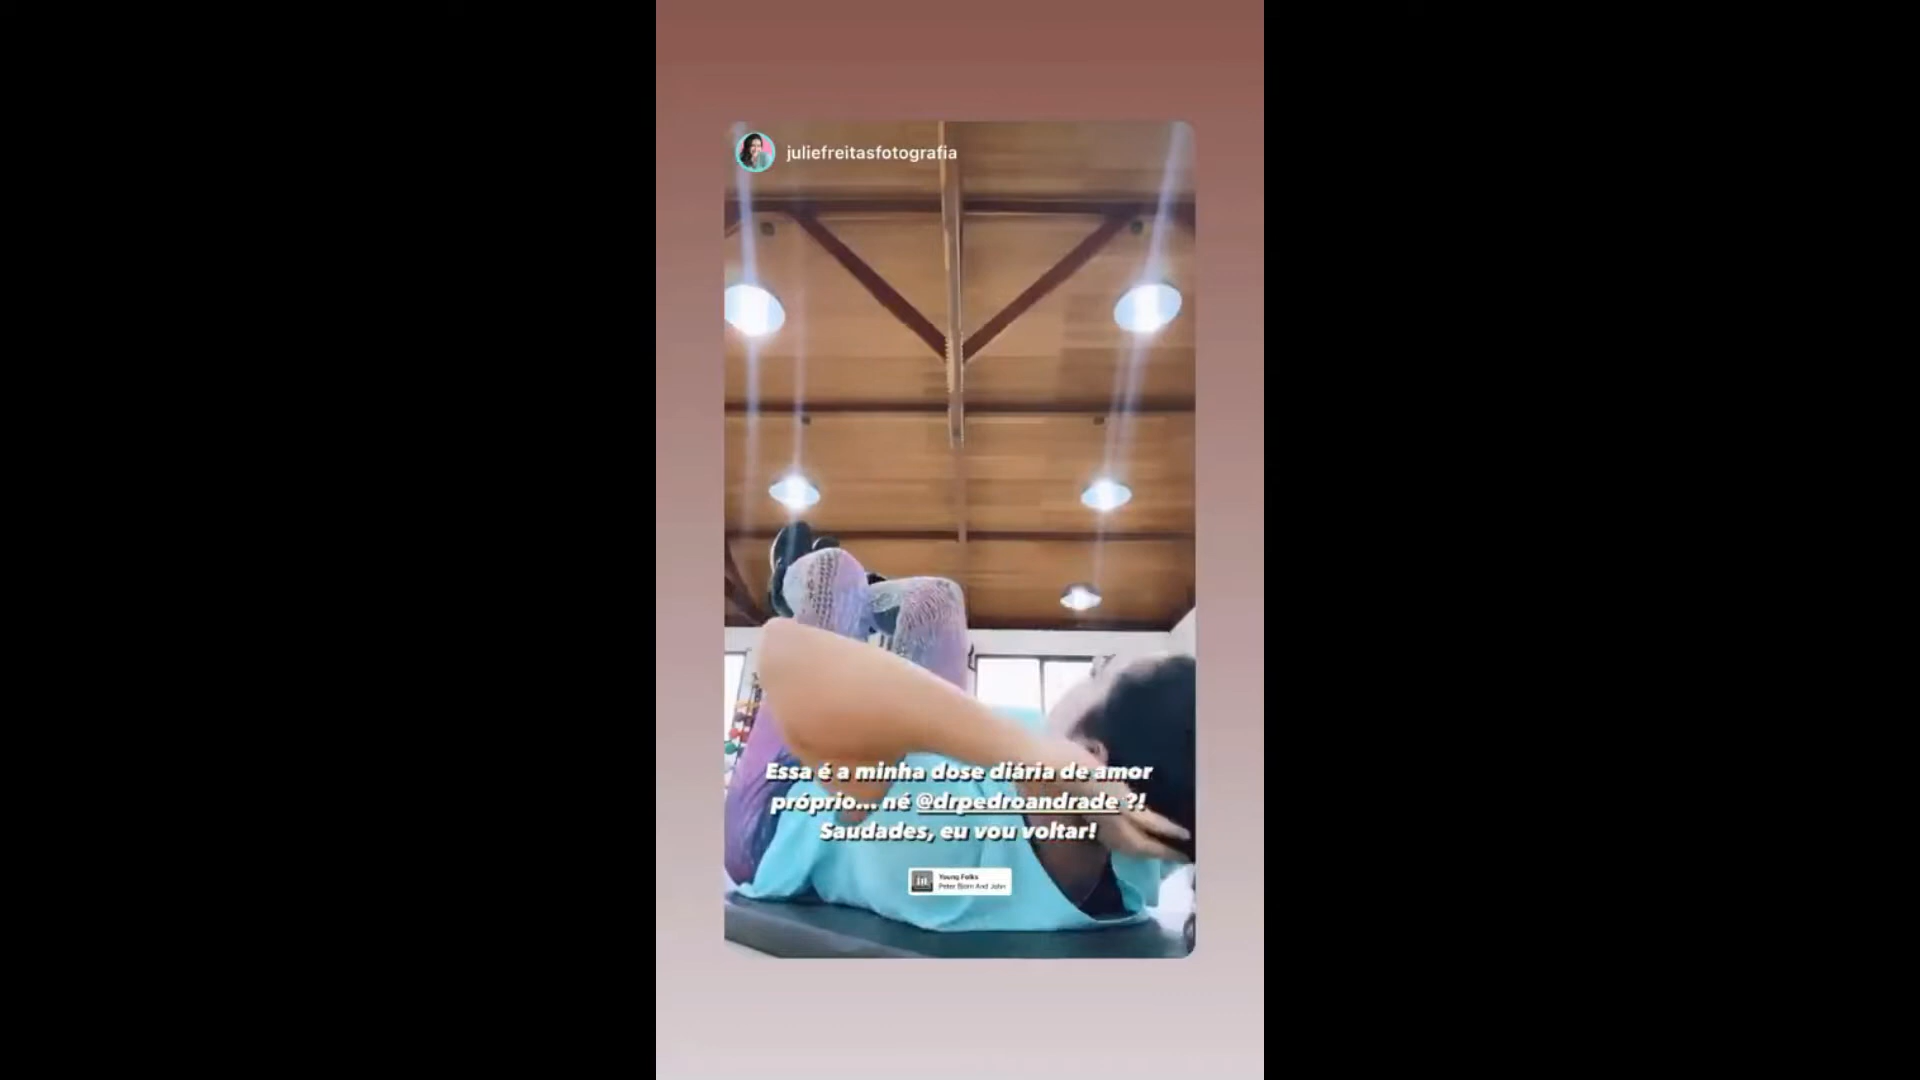 juliefreitasfotografia
Essa é a minha dose diária de amor
próprio... né @drpedroandrade ?!
Saudades, eu vou voltar!
Young Folks
Peter Bjorn And John